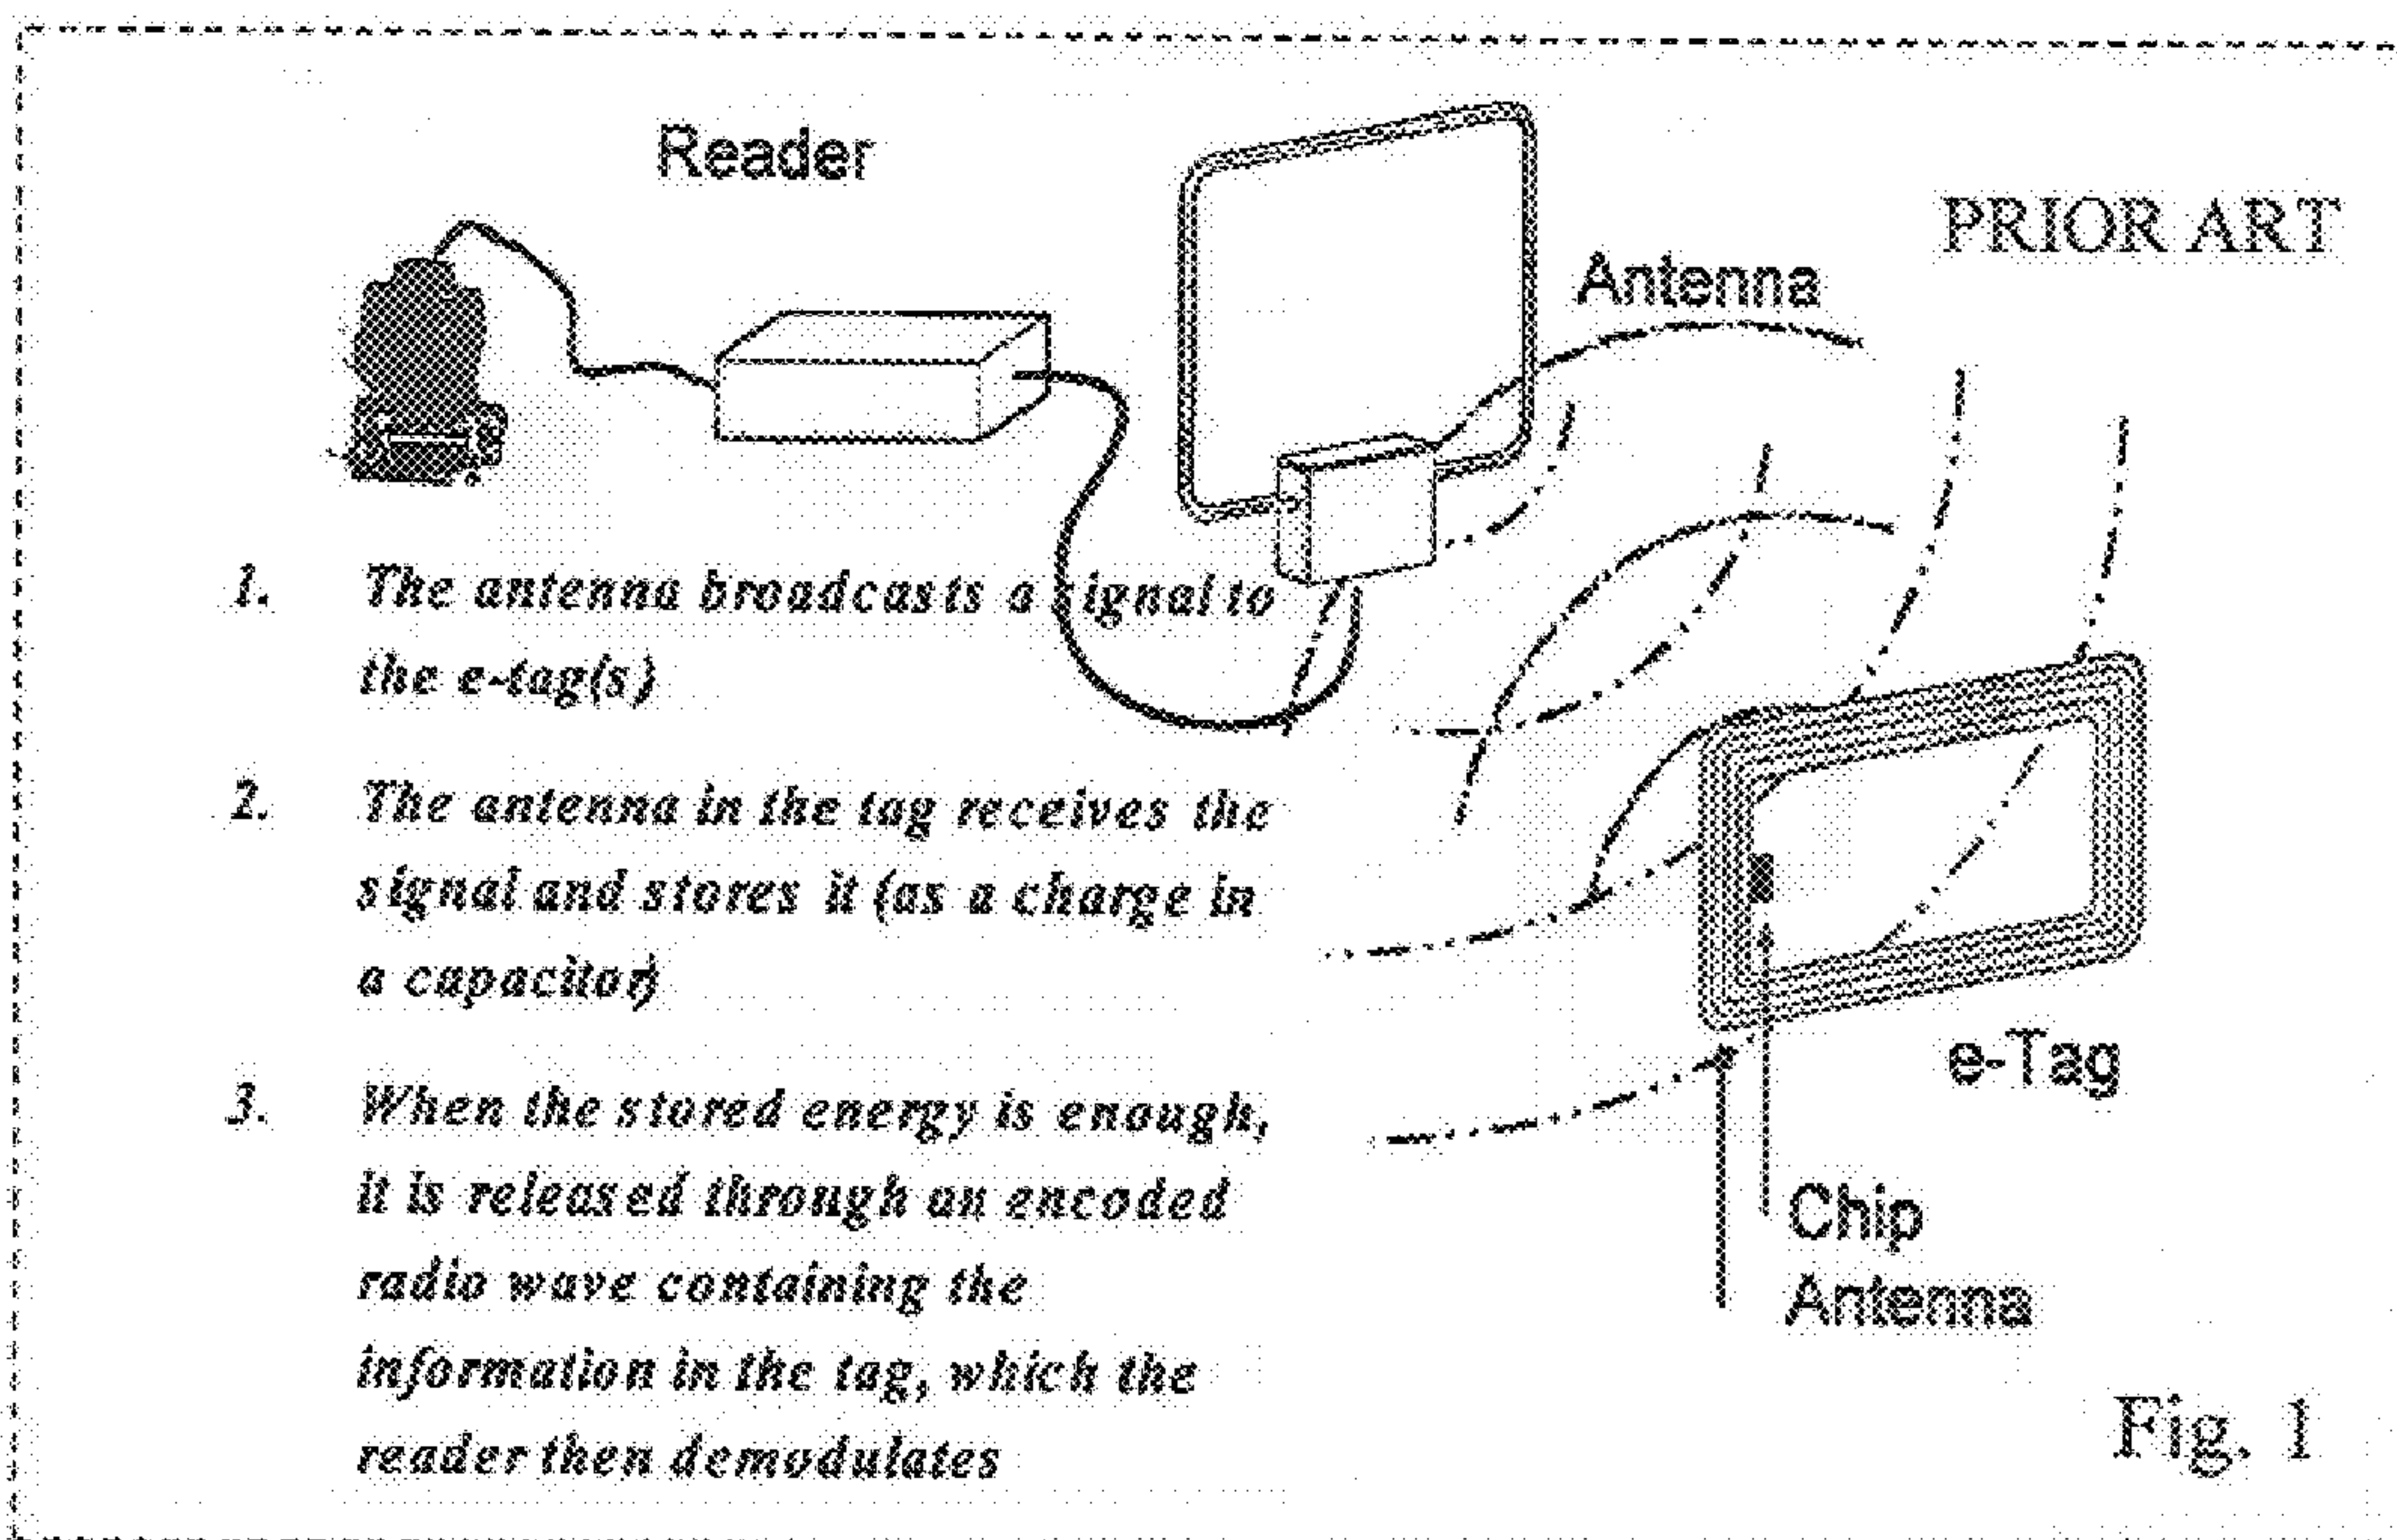 Reader
PRIOR ART
Antenna
1. The antenna broadcasts a signal to
the e-tag(s)
2. The antenna in the tag receives the
signal and stores it (as a charge in
a capacitor)
3. When the stored energy is enough,
it is released through an encoded
radio wave containing the
information in the tag, which the
reader then demodulates
e-Tag
Chip
Antenna
Fig. 1